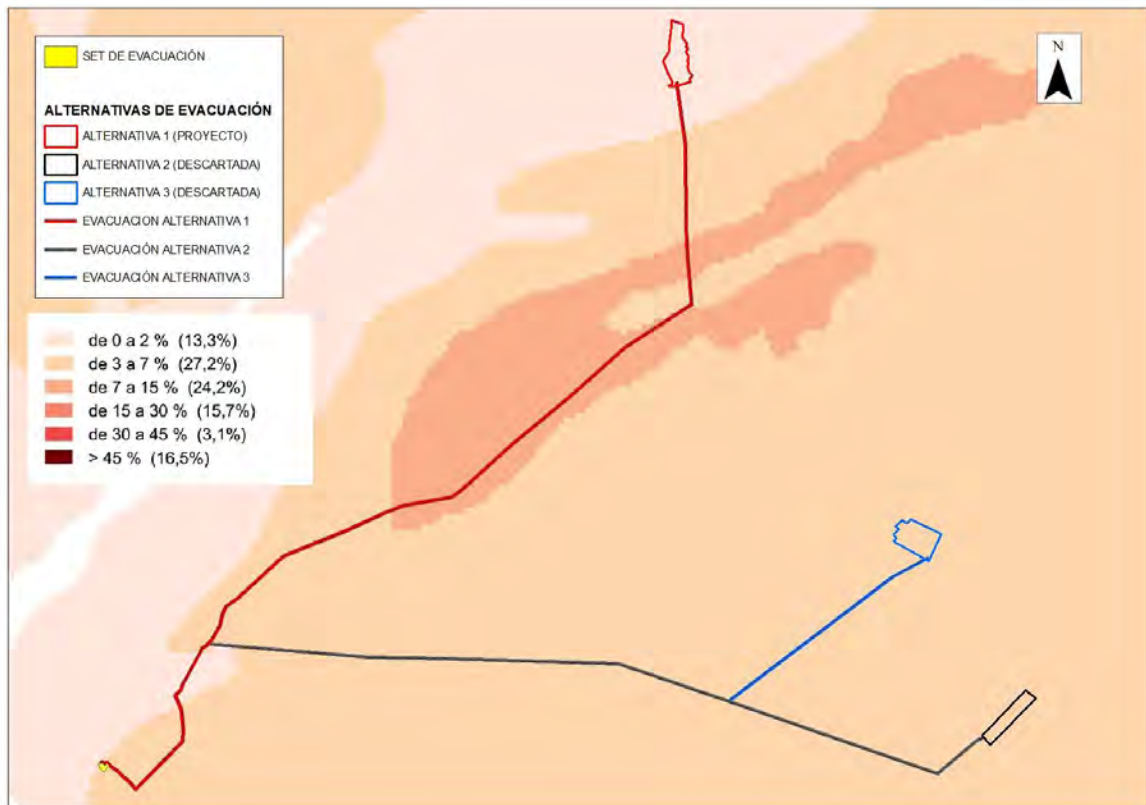 SET DE EVACUACIÓN
ALTERNATIVAS DE EVACUACIÓN
ALTERNATIVA 1 (PROYECTO)
ALTERNATIVA 2 (DESCARTADA)
ALTERNATIVA 3 (DESCARTADA)
EVACUACION ALTERNATIVA 1
EVACUACIÓN ALTERNATIVA 2
EVACUACIÓN ALTERNATIVA 3
N
de 0 a 2 % (13,3%)
de 3 a 7 % (27,2%)
de 7 a 15 % (24,2%)
de 15 a 30 % (15,7%)
de 30 a 45 % (3,1%)
> 45 % (16,5%)